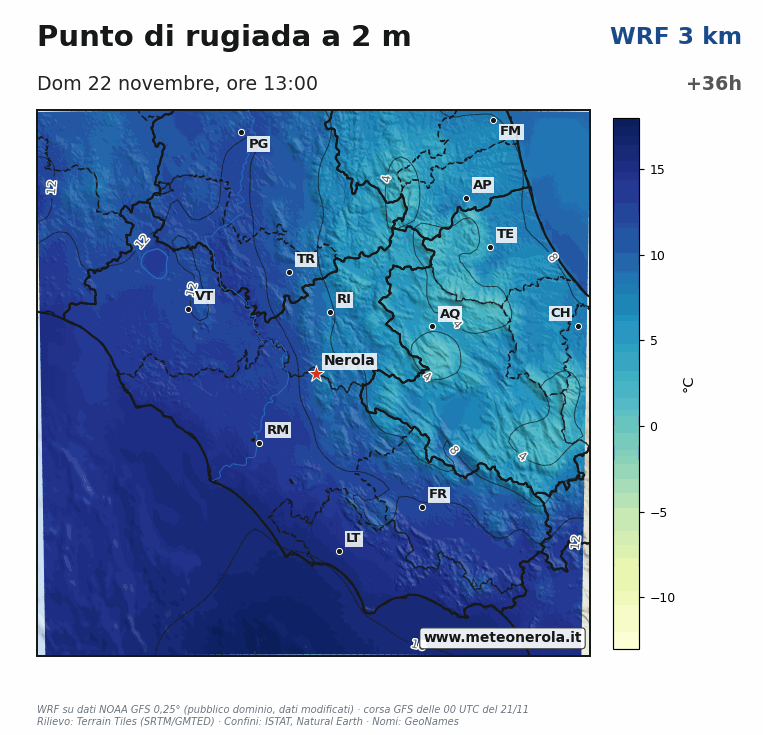 Punto di rugiada a 2 m
WRF 3 km
Dom 22 novembre, ore 13:00
+36h
PG
FM
AP
TE
TR
VT
RI
AQ
CH
Nerola
RM
FR
LT
12
12
12
4
8
4
4
8
4
12
www.meteonerola.it
15
10
5
0
−5
−10
°C
WRF su dati NOAA GFS 0,25° (pubblico dominio, dati modificati) · corsa GFS delle 00 UTC del 21/11
Rilievo: Terrain Tiles (SRTM/GMTED) · Confini: ISTAT, Natural Earth · Nomi: GeoNames